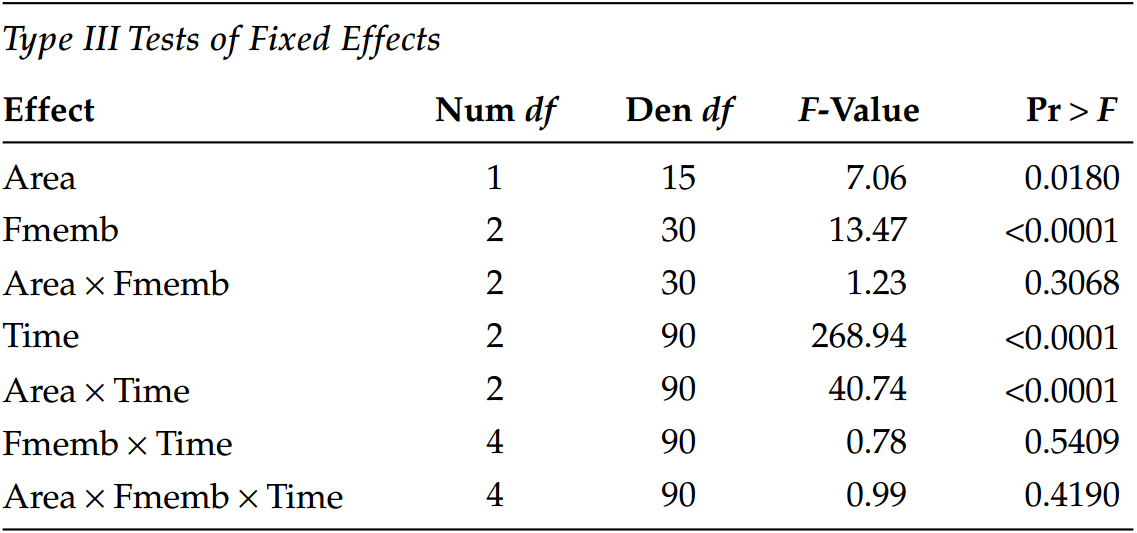 Type III Tests of Fixed Effects
Effect Num df Den df F-Value Pr > F
Area 1 15 7.06 0.0180
Fmemb 2 30 13.47 <0.0001
Area × Fmemb 2 30 1.23 0.3068
Time 2 90 268.94 <0.0001
Area × Time 2 90 40.74 <0.0001
Fmemb × Time 4 90 0.78 0.5409
Area × Fmemb × Time 4 90 0.99 0.4190